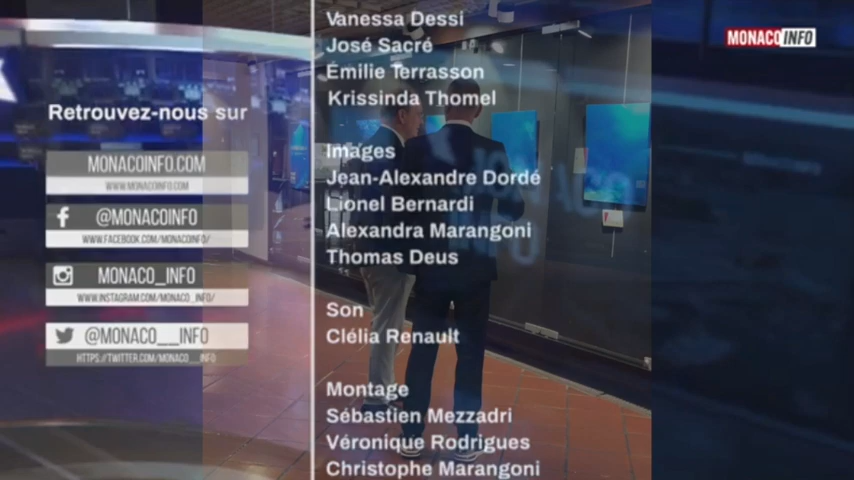 MONACOINFO
Retrouvez-nous sur
MONACOINFO.COM
WWW.MONACOINFO.COM
@MONACOINFO
WWW.FACEBOOK.COM/MONACOINFO/
MONACO_INFO
WWW.INSTAGRAM.COM/MONACO_INFO/
@MONACO__INFO
HTTPS://TWITTER.COM/MONACO__INFO
Vanessa Dessi
José Sacré
Émilie Terrasson
Krissinda Thomel
Images
Jean-Alexandre Dordé
Lionel Bernardi
Alexandra Marangoni
Thomas Deus
Son
Clélia Renault
Montage
Sébastien Mezzadri
Véronique Rodrigues
Christophe Marangoni
MONACO
INFO